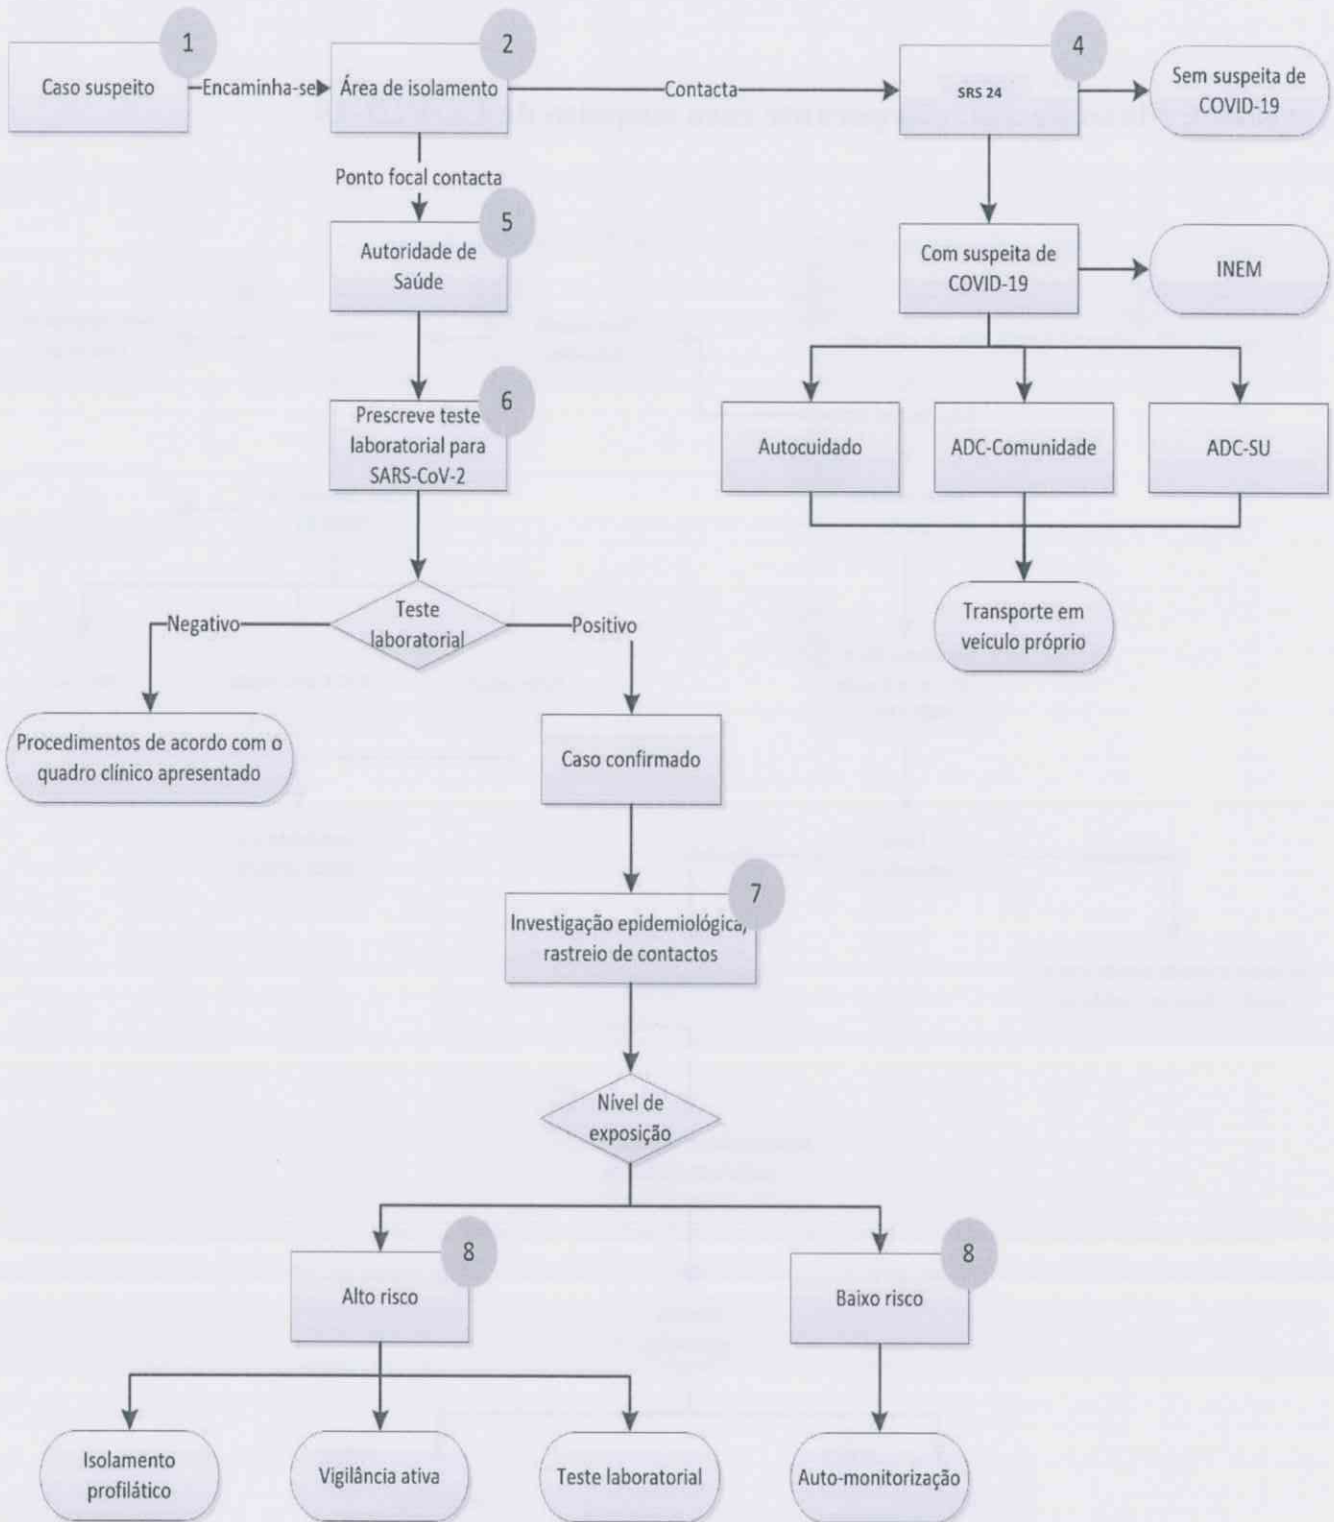 1
Caso suspeito
Encaminha-se
2
Área de isolamento
Contacta
4
SRS 24
Sem suspeita de
COVID-19
Ponto focal contacta
5
Autoridade de
Saúde
Com suspeita de
COVID-19
INEM
6
Prescreve teste
laboratorial para
SARS-CoV-2
Autocuidado
ADC-Comunidade
ADC-SU
Transporte em
veículo próprio
Teste
laboratorial
Negativo
Positivo
Procedimentos de acordo com o
quadro clínico apresentado
Caso confirmado
7
Investigação epidemiológica,
rastreio de contactos
Nível de
exposição
8
Alto risco
8
Baixo risco
Isolamento
profilático
Vigilância ativa
Teste laboratorial
Auto-monitorização